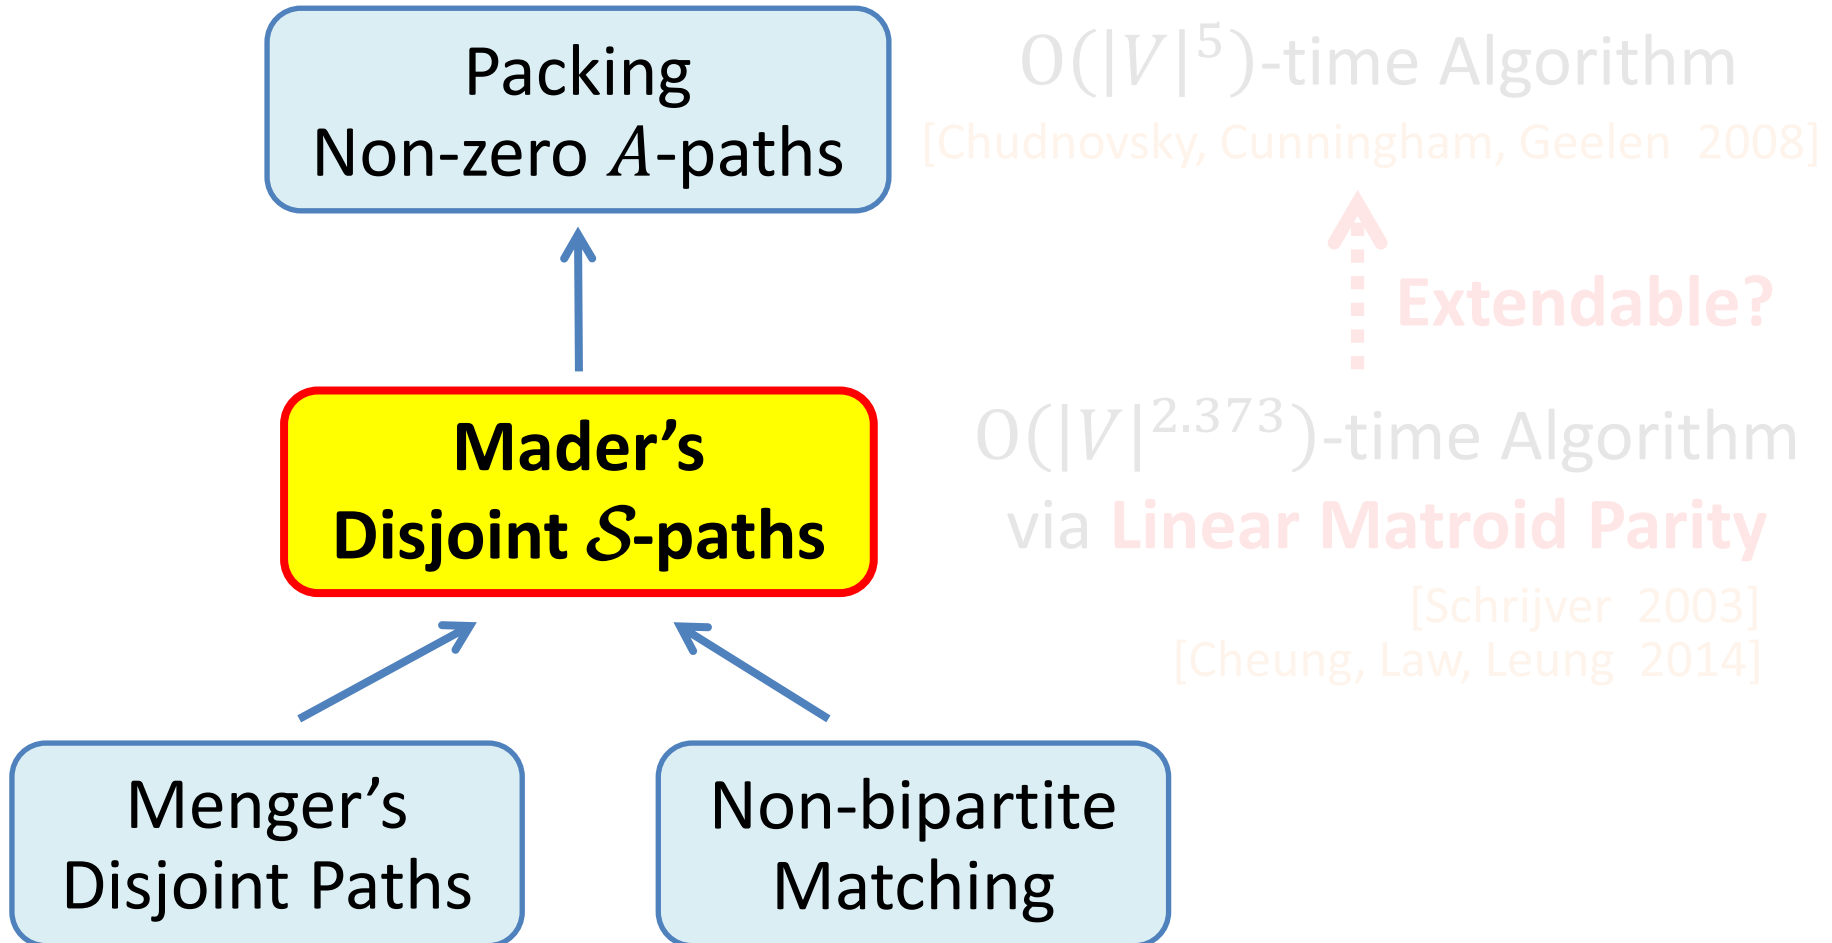 Packing
Non-zero A-paths
O(|V|^5)-time Algorithm
[Chudnovsky, Cunningham, Geelen 2008]
Extendable?
Mader’s
Disjoint 𝒮-paths
O(|V|^2.373)-time Algorithm
via Linear Matroid Parity
[Schrijver 2003]
[Cheung, Law, Leung 2014]
Menger’s
Disjoint Paths
Non-bipartite
Matching